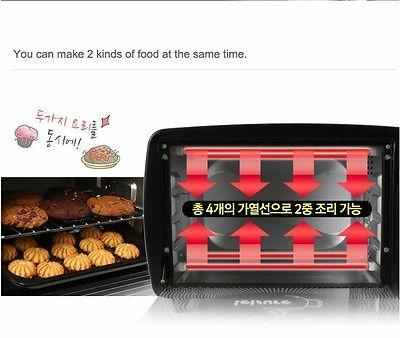 You can make 2 kinds of food at the same time.
두가지 요리를
동시에!
총 4개의 가열선으로 2중 조리 가능
leisure